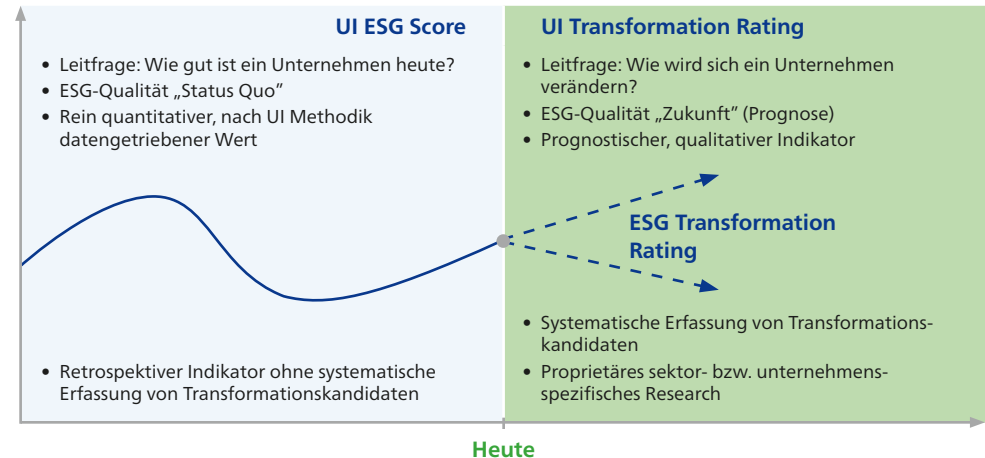 UI ESG Score
• Leitfrage: Wie gut ist ein Unternehmen heute?
• ESG-Qualität „Status Quo”
• Rein quantitativer, nach UI Methodik
datengetriebener Wert
• Retrospektiver Indikator ohne systematische
Erfassung von Transformationskandidaten
UI Transformation Rating
• Leitfrage: Wie wird sich ein Unternehmen
verändern?
• ESG-Qualität „Zukunft” (Prognose)
• Prognostischer, qualitativer Indikator
ESG Transformation
Rating
• Systematische Erfassung von Transformations-
kandidaten
• Proprietäres sektor- bzw. unternehmens-
spezifisches Research
Heute